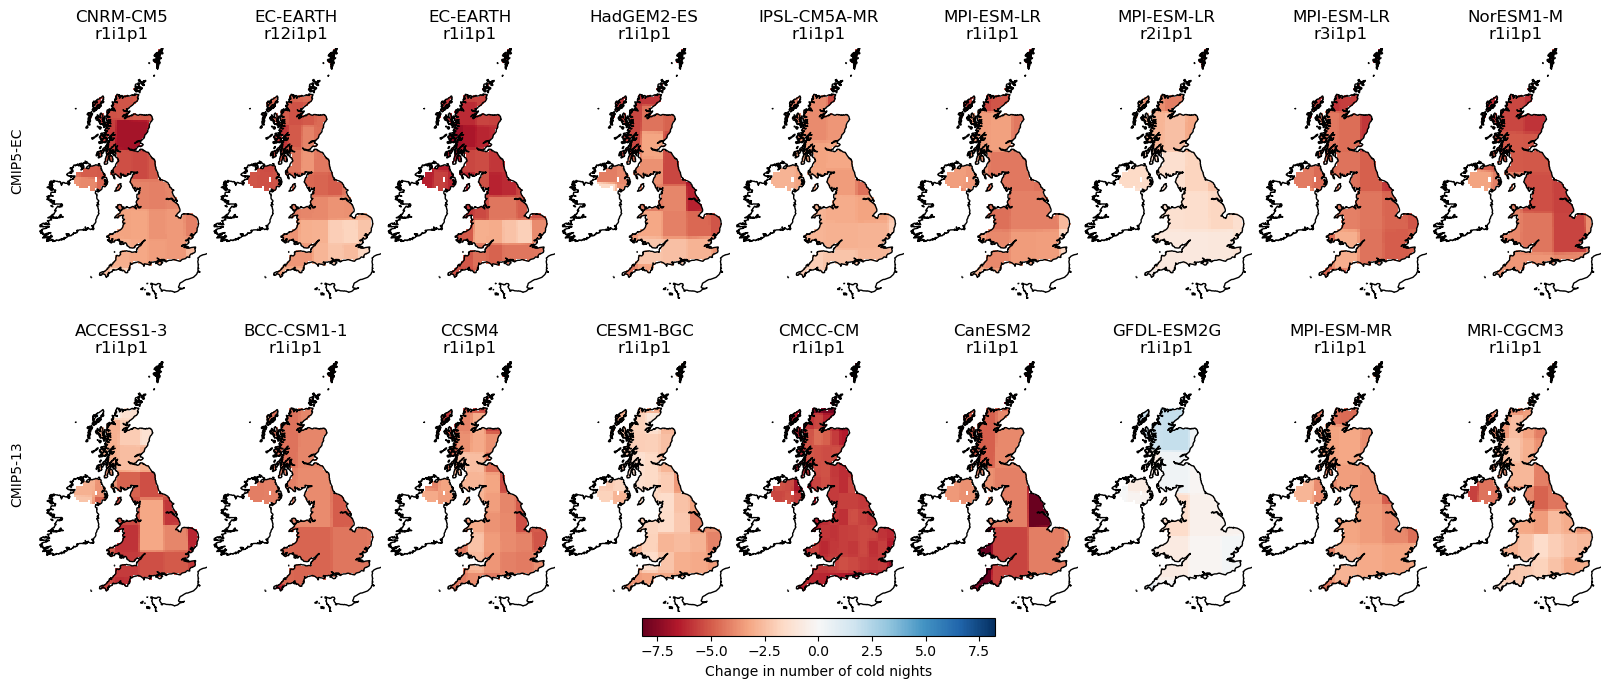 CNRM-CM5 EC-EARTH EC-EARTH HadGEM2-ES IPSL-CM5A-MR MPI-ESM-LR MPI-ESM-LR MPI-ESM-LR NorESM1-M
r1i1p1 r12i1p1 r1i1p1 r1i1p1 r1i1p1 r1i1p1 r2i1p1 r3i1p1 r1i1p1
CMIP5-EC
ACCESS1-3 BCC-CSM1-1 CCSM4 CESM1-BGC CMCC-CM CanESM2 GFDL-ESM2G MPI-ESM-MR MRI-CGCM3
r1i1p1 r1i1p1 r1i1p1 r1i1p1 r1i1p1 r1i1p1 r1i1p1 r1i1p1 r1i1p1
CMIP5-13
−7.5 −5.0 −2.5 0.0 2.5 5.0 7.5
Change in number of cold nights